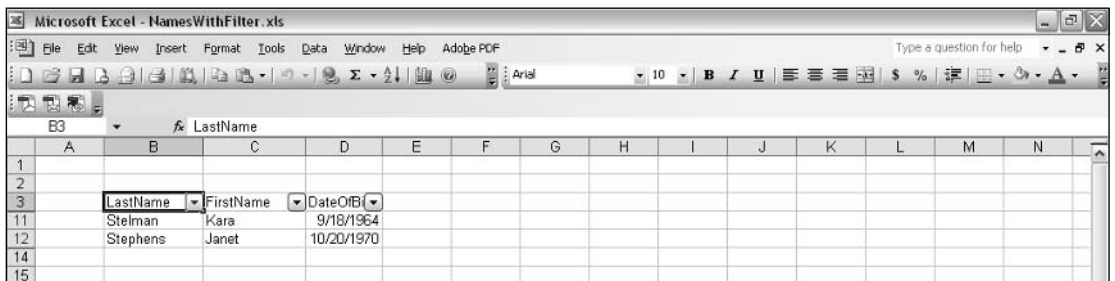 Microsoft Excel - NamesWithFilter.xls
File Edit View Insert Format Tools Data Window Help Adobe PDF Type a question for help
Arial 10 B I U $ %
B3 fx LastName
A B C D E F G H I J K L M N
1
2
3 LastName FirstName DateOfBi
11 Stelman Kara 9/18/1964
12 Stephens Janet 10/20/1970
14
15